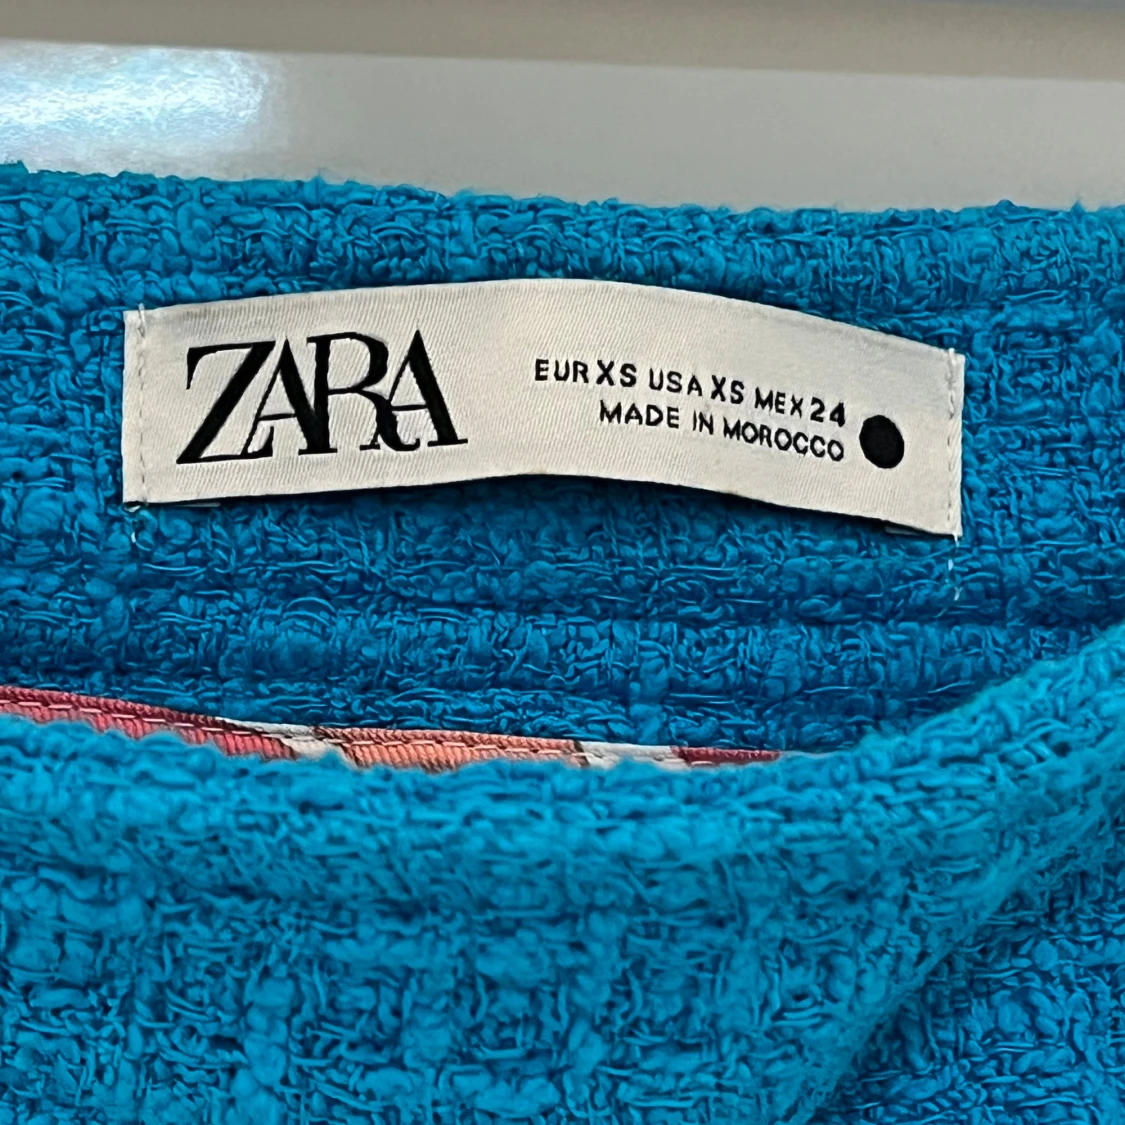 ZARA
EUR XS USA XS MEX 24
MADE IN MOROCCO